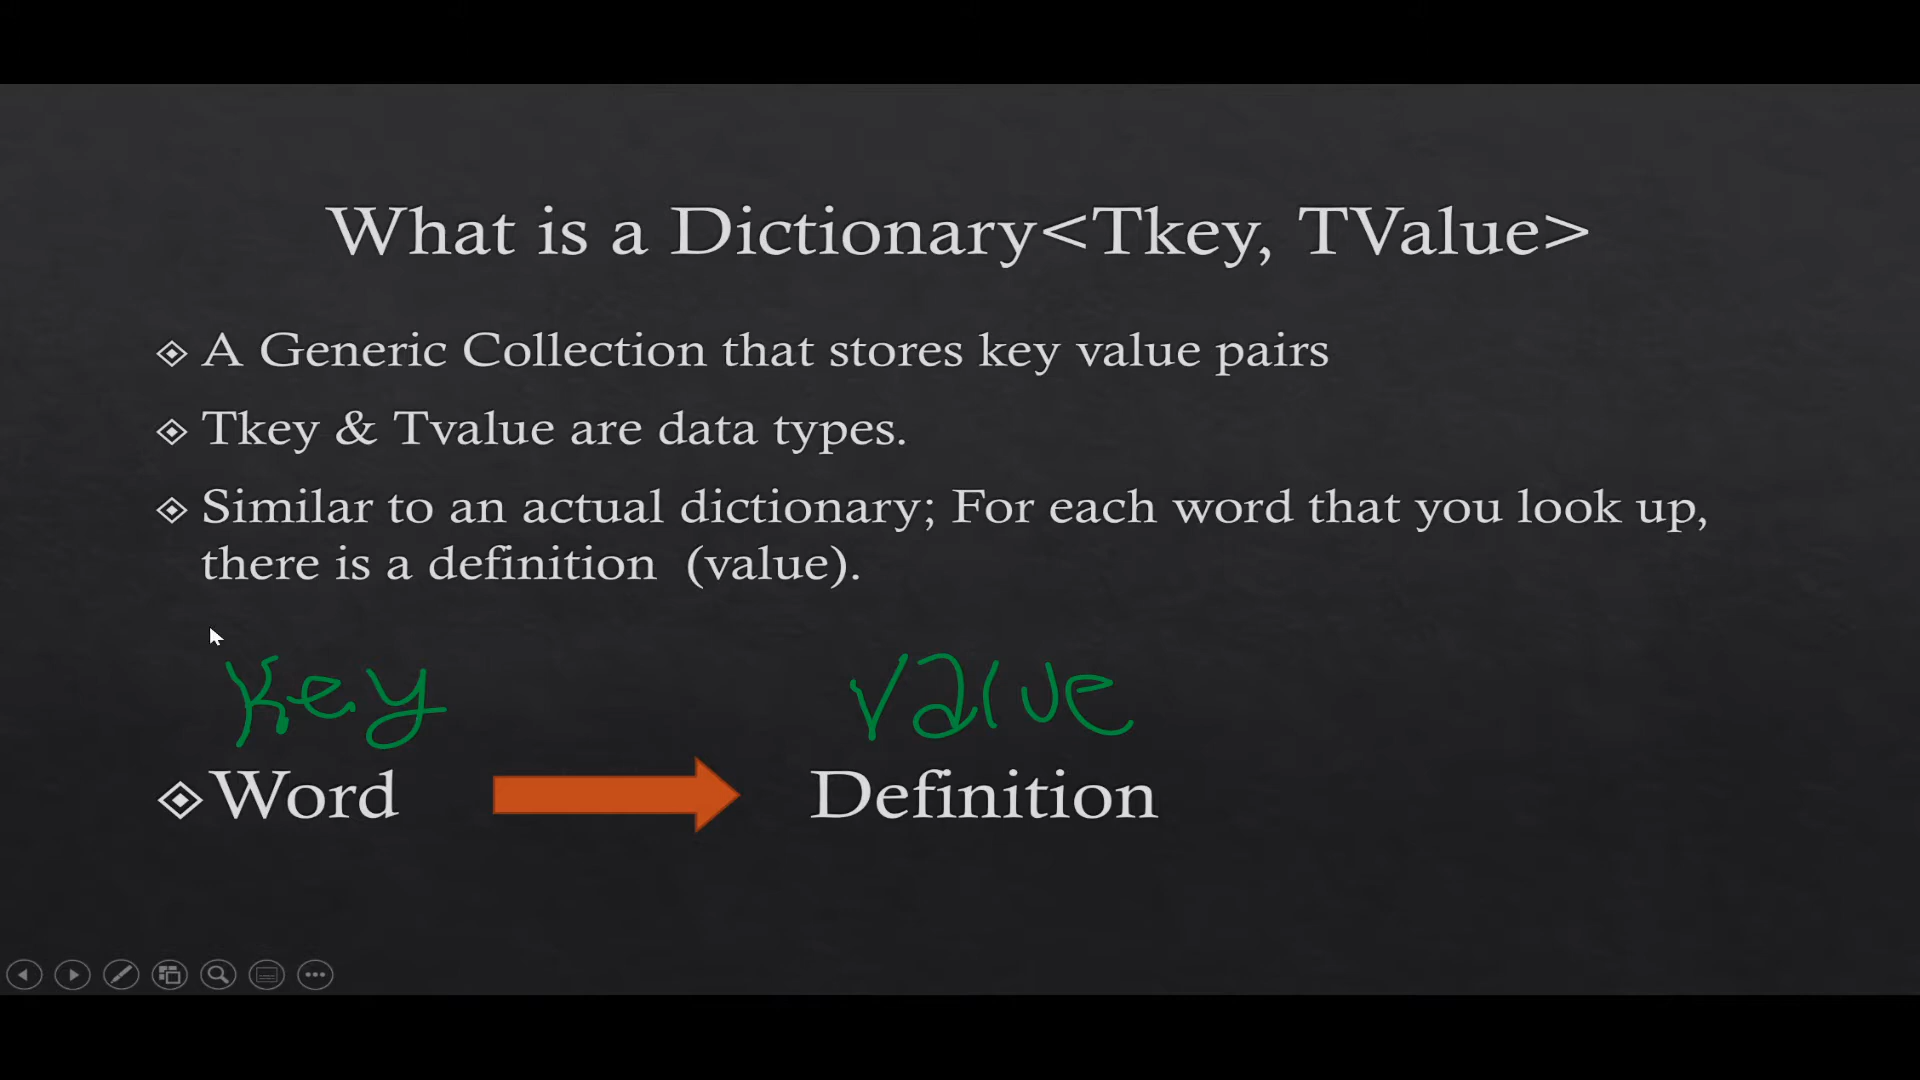 What is a Dictionary<Tkey, TValue>
A Generic Collection that stores key value pairs
Tkey & Tvalue are data types.
Similar to an actual dictionary; For each word that you look up,
there is a definition (value).
Key value
Word Definition